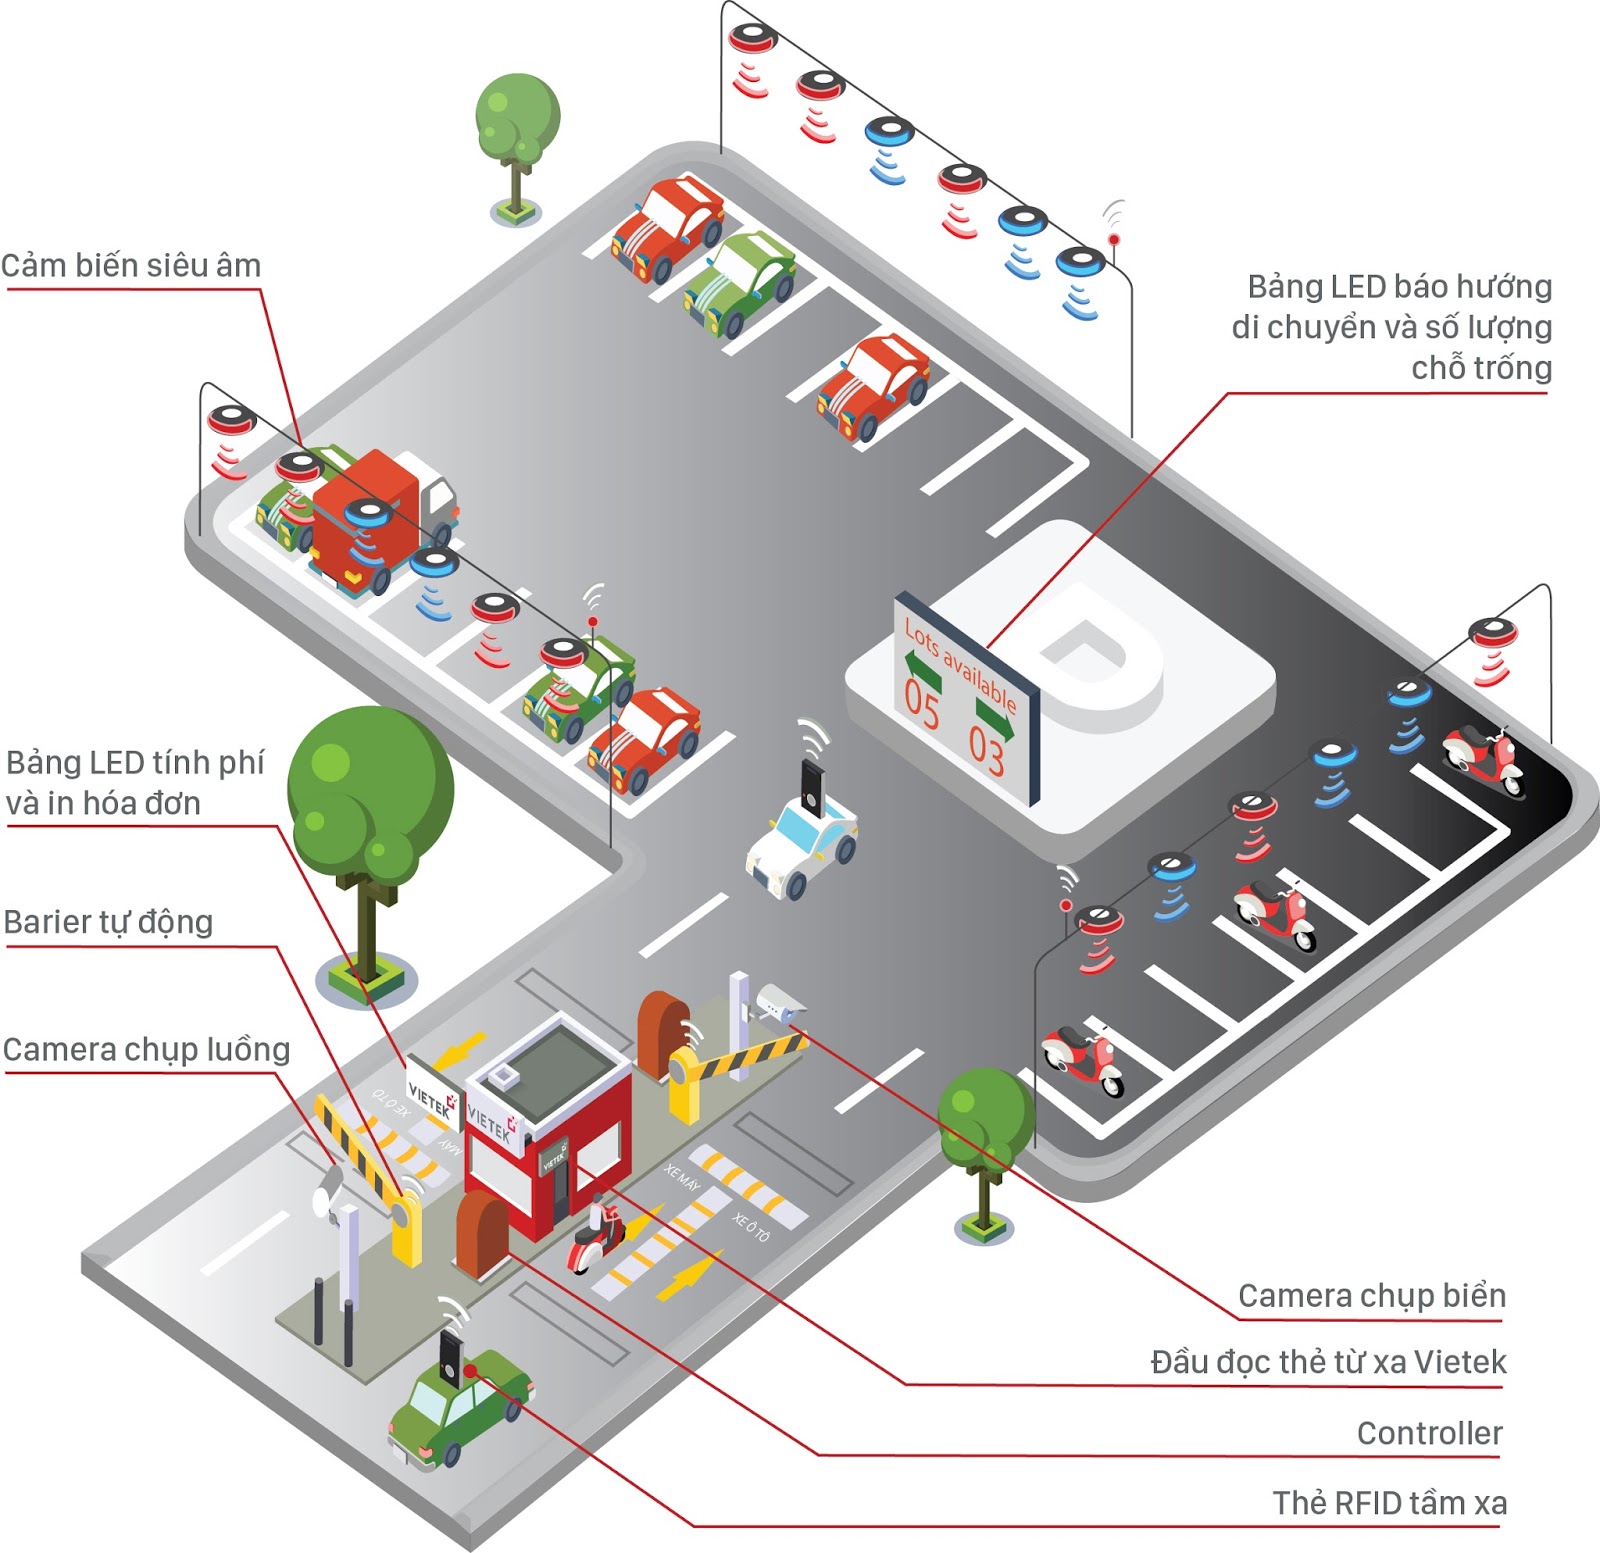 Cảm biến siêu âm
Bảng LED báo hướng
di chuyển và số lượng
chỗ trống
Lots available
05
03
Bảng LED tính phí
và in hóa đơn
Barier tự động
Camera chụp luồng
VIETEK
VIETEK
VIETEK
XE Ô TÔ
MÁY
XE MÁY
XE Ô TÔ
Camera chụp biển
Đầu đọc thẻ từ xa Vietek
Controller
Thẻ RFID tầm xa